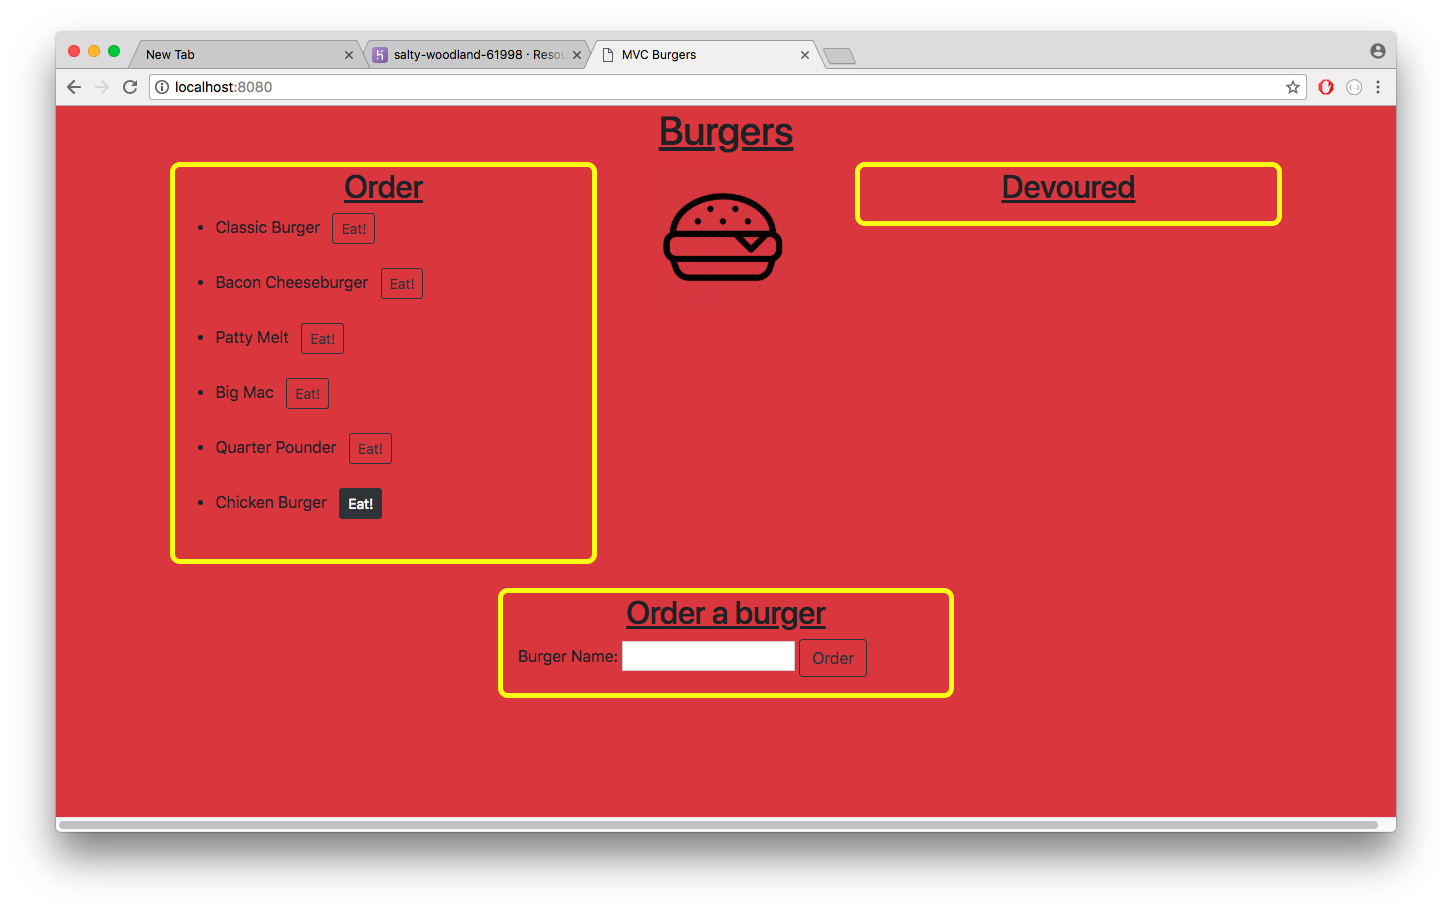 New Tab
salty-woodland-61998 · Resou
MVC Burgers
localhost:8080
Burgers
Order
Classic Burger Eat!
Bacon Cheeseburger Eat!
Patty Melt Eat!
Big Mac Eat!
Quarter Pounder Eat!
Chicken Burger Eat!
Devoured
Order a burger
Burger Name: Order